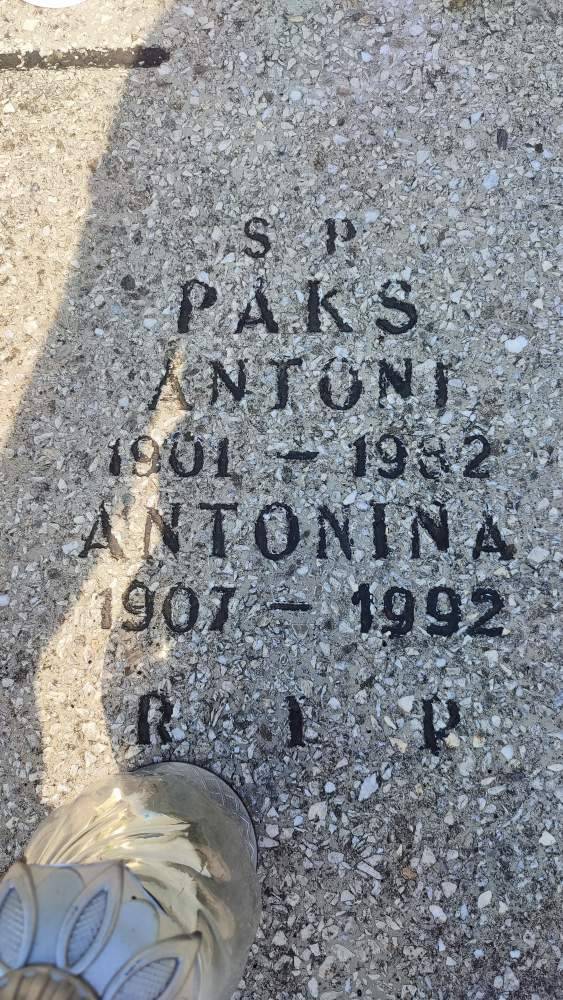 S P
PAKS
ANTONI
1901 – 1982
ANTONINA
1907 – 1992
R I P